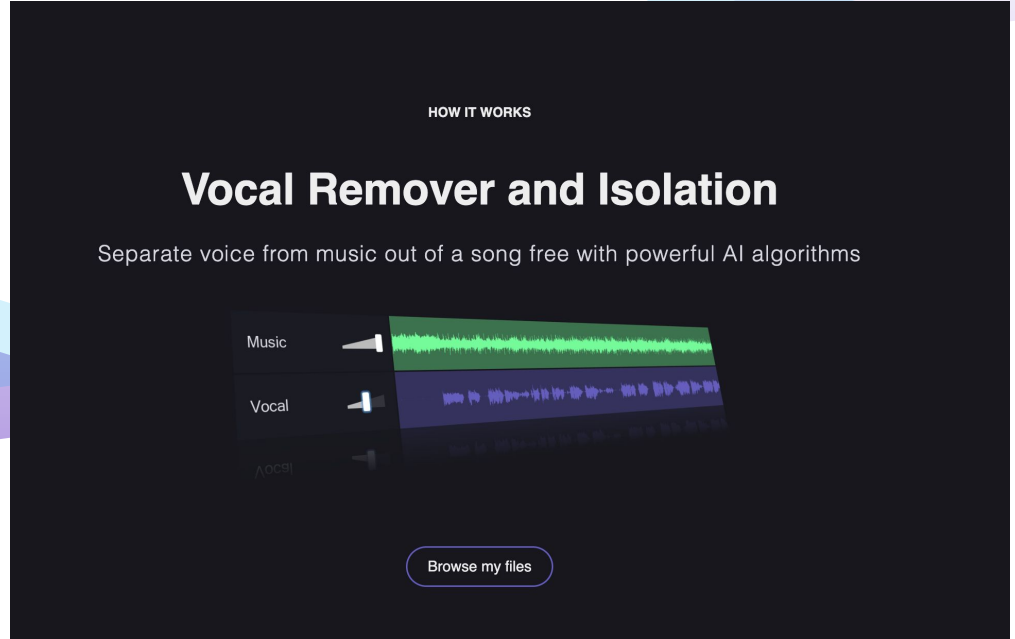 HOW IT WORKS
Vocal Remover and Isolation
Separate voice from music out of a song free with powerful AI algorithms
Music
Vocal
Vocal
Browse my files